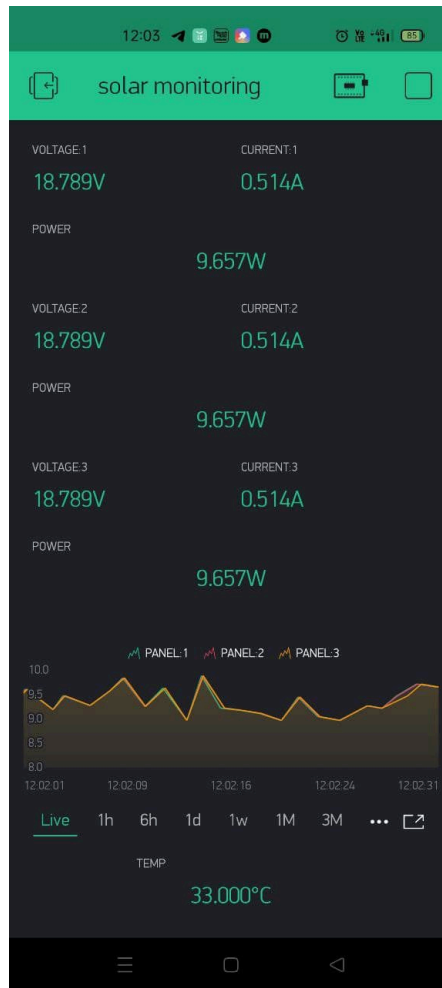 12:03
Yo LTE 4G 85
solar monitoring
VOLTAGE:1 CURRENT:1
18.789V 0.514A
POWER
9.657W
VOLTAGE:2 CURRENT:2
18.789V 0.514A
POWER
9.657W
VOLTAGE:3 CURRENT:3
18.789V 0.514A
POWER
9.657W
PANEL:1 PANEL:2 PANEL:3
10.0
9.5
9.0
8.5
8.0
12.02.01 12.02.09 12.02.16 12.02.24 12.02.31
Live 1h 6h 1d 1w 1M 3M •••
TEMP
33.000°C